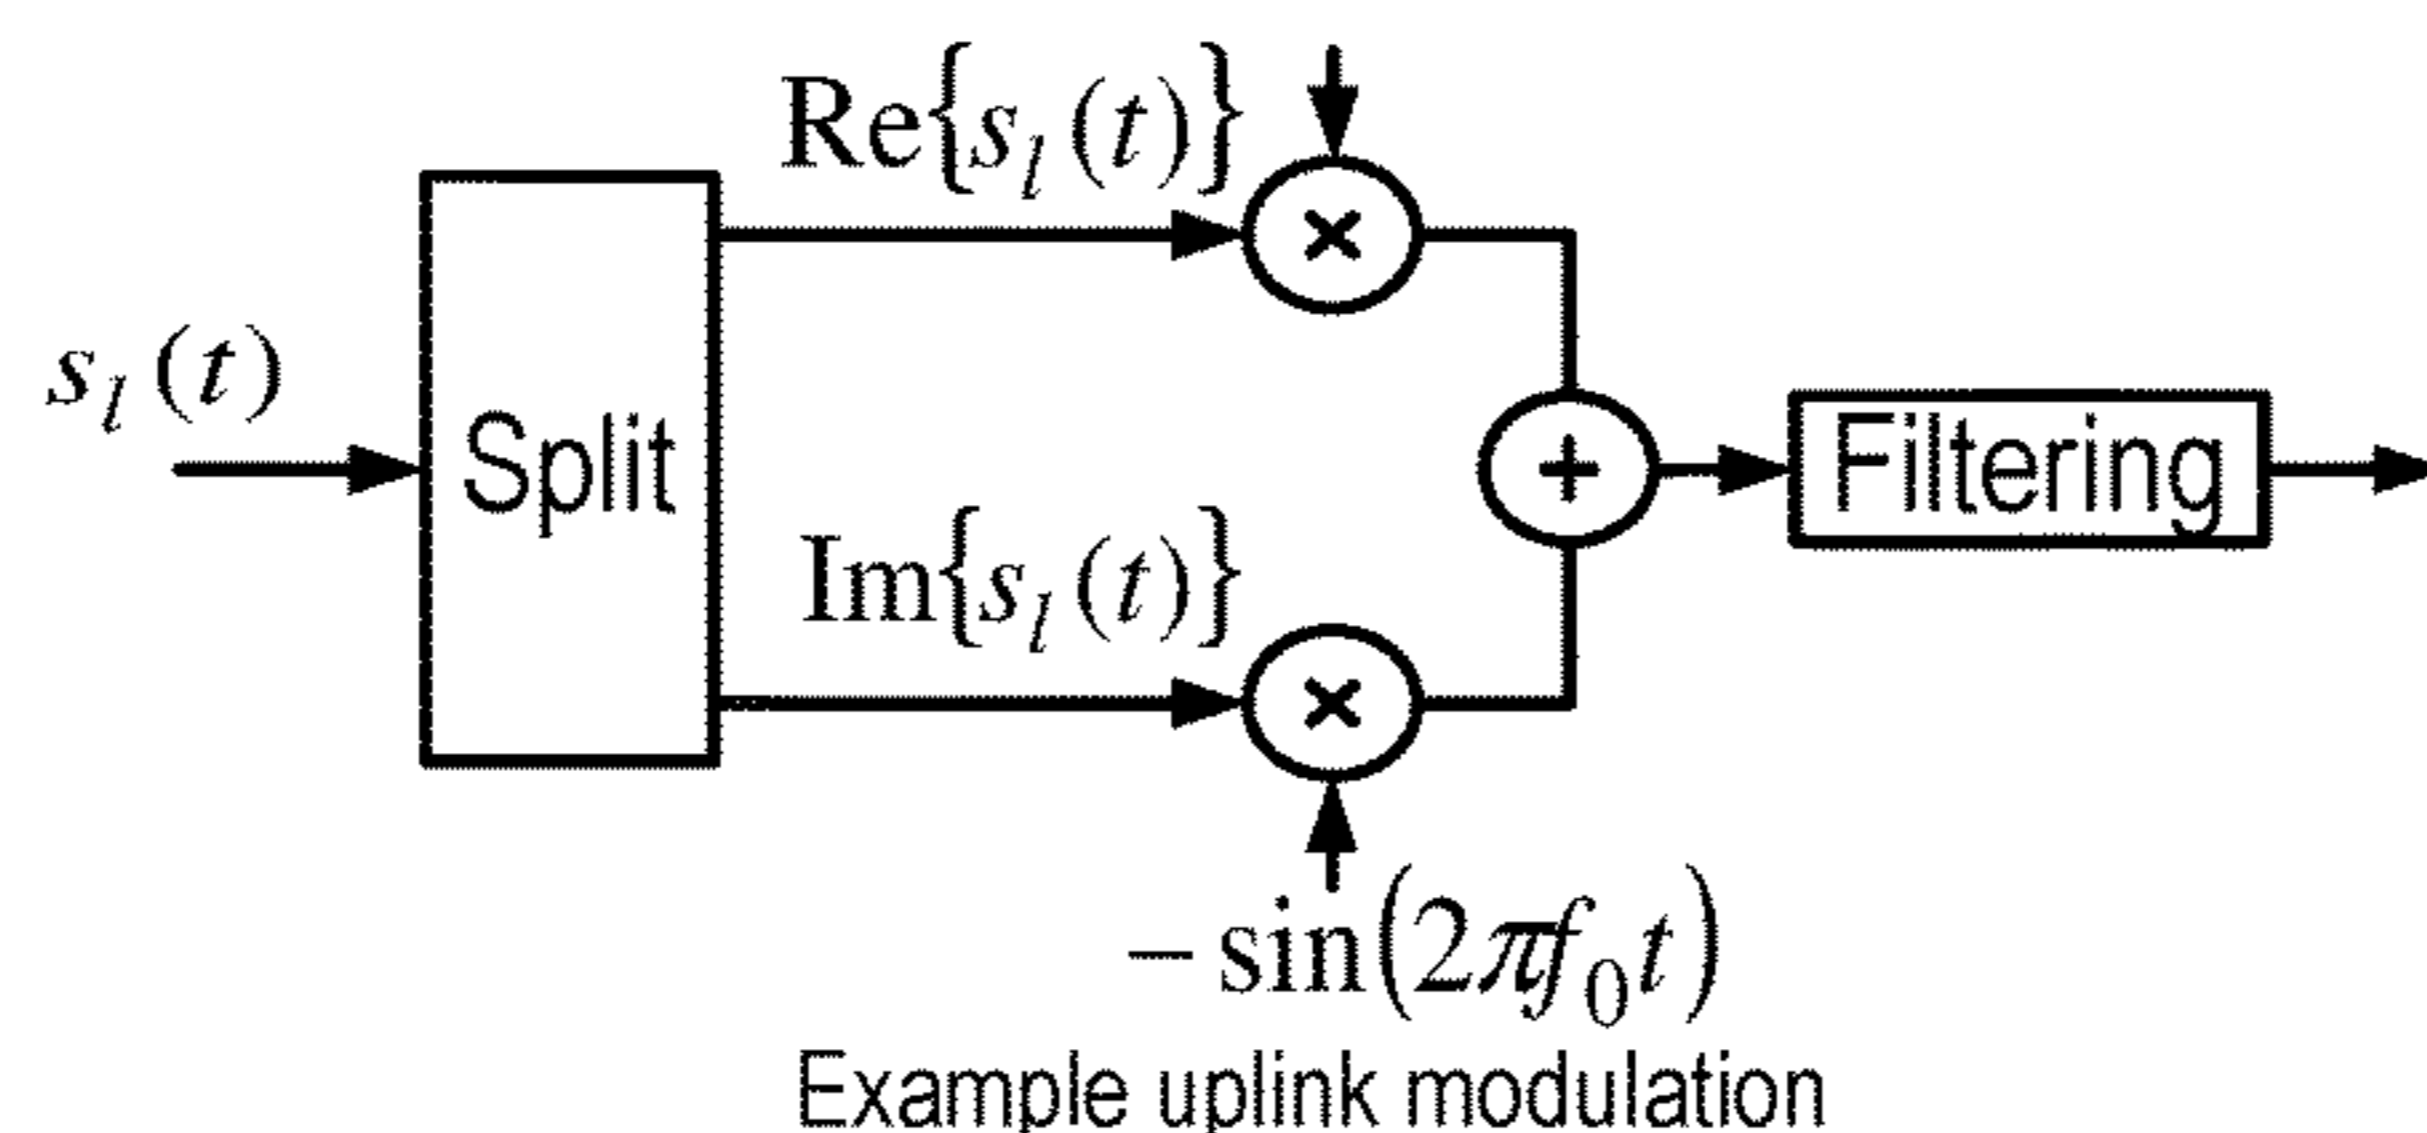 Re{s_l(t)}
s_l(t)
Split
×
+
Filtering
Im{s_l(t)}
×
− sin(2πf_0t)
Example uplink modulation